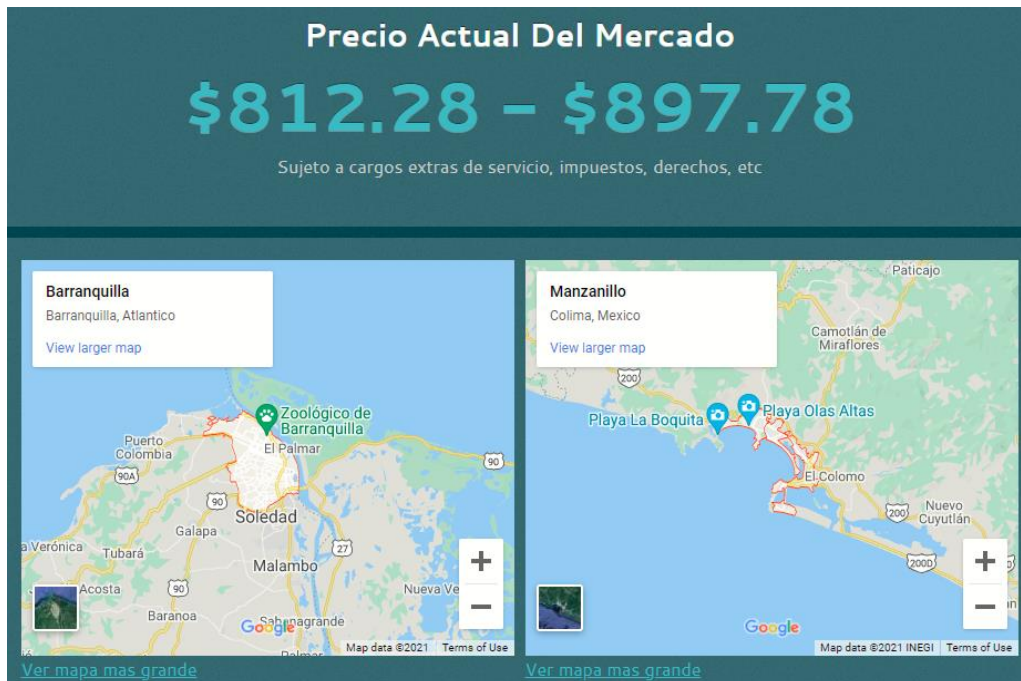 Precio Actual Del Mercado
$812.28 - $897.78
Sujeto a cargos extras de servicio, impuestos, derechos, etc
Barranquilla
Barranquilla, Atlantico
View larger map
Zoológico de
Barranquilla
Puerto
Colombia
El Palmar
90
90A
90
Soledad
Galapa
27
a Verónica
Tubará
Malambo
Acosta
90
Nueva Ve
Baranoa
Sabanagrande
Google
Palmar
Map data ©2021
Terms of Use
Ver mapa mas grande
Manzanillo
Colima, Mexico
View larger map
Paticajo
Camotlán de
Miraflores
200
Playa La Boquita
Playa Olas Altas
El Colomo
200
Nuevo
Cuyutlán
200D
Google
Map data ©2021 INEGI
Terms of Use
Ver mapa mas grande